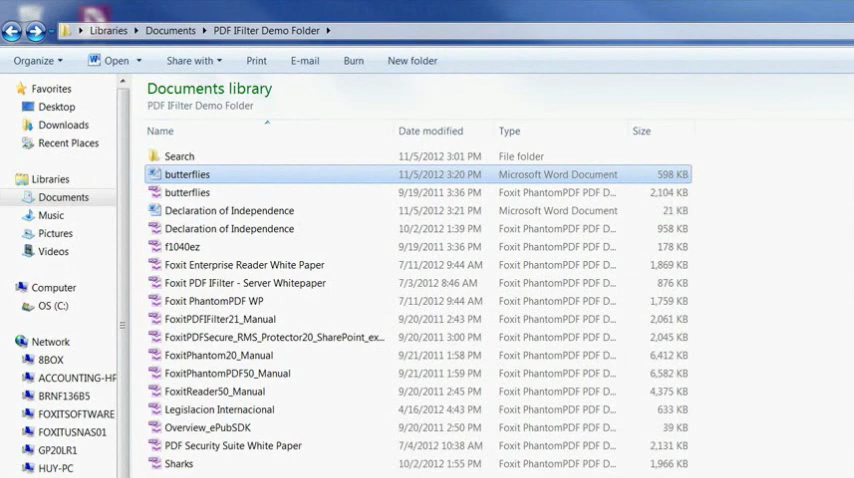 Libraries Documents PDF IFilter Demo Folder
Organize Open Share with Print E-mail Burn New folder
Favorites
Desktop
Downloads
Recent Places
Libraries
Documents
Music
Pictures
Videos
Computer
OS (C:)
Network
8BOX
ACCOUNTING-HP
BRNF136B5
FOXITSOFTWARE
FOXITUSNAS01
GP20LR1
HUY-PC
Documents library
PDF IFilter Demo Folder
Name Date modified Type Size
Search 11/5/2012 3:01 PM File folder
butterflies 11/5/2012 3:20 PM Microsoft Word Document 598 KB
butterflies 9/19/2011 3:36 PM Foxit PhantomPDF PDF D... 2,104 KB
Declaration of Independence 11/5/2012 3:21 PM Microsoft Word Document 21 KB
Declaration of Independence 10/2/2012 1:39 PM Foxit PhantomPDF PDF D... 958 KB
f1040ez 9/19/2011 3:36 PM Foxit PhantomPDF PDF D... 178 KB
Foxit Enterprise Reader White Paper 7/11/2012 9:44 AM Foxit PhantomPDF PDF D... 1,869 KB
Foxit PDF IFilter - Server Whitepaper 7/3/2012 8:46 AM Foxit PhantomPDF PDF D... 876 KB
Foxit PhantomPDF WP 7/11/2012 9:44 AM Foxit PhantomPDF PDF D... 1,759 KB
FoxitPDFIFilter21_Manual 9/20/2011 2:43 PM Foxit PhantomPDF PDF D... 2,061 KB
FoxitPDFSecure_RMS_Protector20_SharePoint_ex... 9/20/2011 3:00 PM Foxit PhantomPDF PDF D... 2,045 KB
FoxitPhantom20_Manual 9/21/2011 1:58 PM Foxit PhantomPDF PDF D... 6,412 KB
FoxitPhantomPDF50_Manual 9/21/2011 1:59 PM Foxit PhantomPDF PDF D... 6,582 KB
FoxitReader50_Manual 9/20/2011 2:45 PM Foxit PhantomPDF PDF D... 4,375 KB
Legislacion Internacional 4/16/2012 4:43 PM Foxit PhantomPDF PDF D... 633 KB
Overview_ePubSDK 9/20/2011 2:50 PM Foxit PhantomPDF PDF D... 39 KB
PDF Security Suite White Paper 7/4/2012 10:38 AM Foxit PhantomPDF PDF D... 2,131 KB
Sharks 10/2/2012 1:55 PM Foxit PhantomPDF PDF D... 1,966 KB